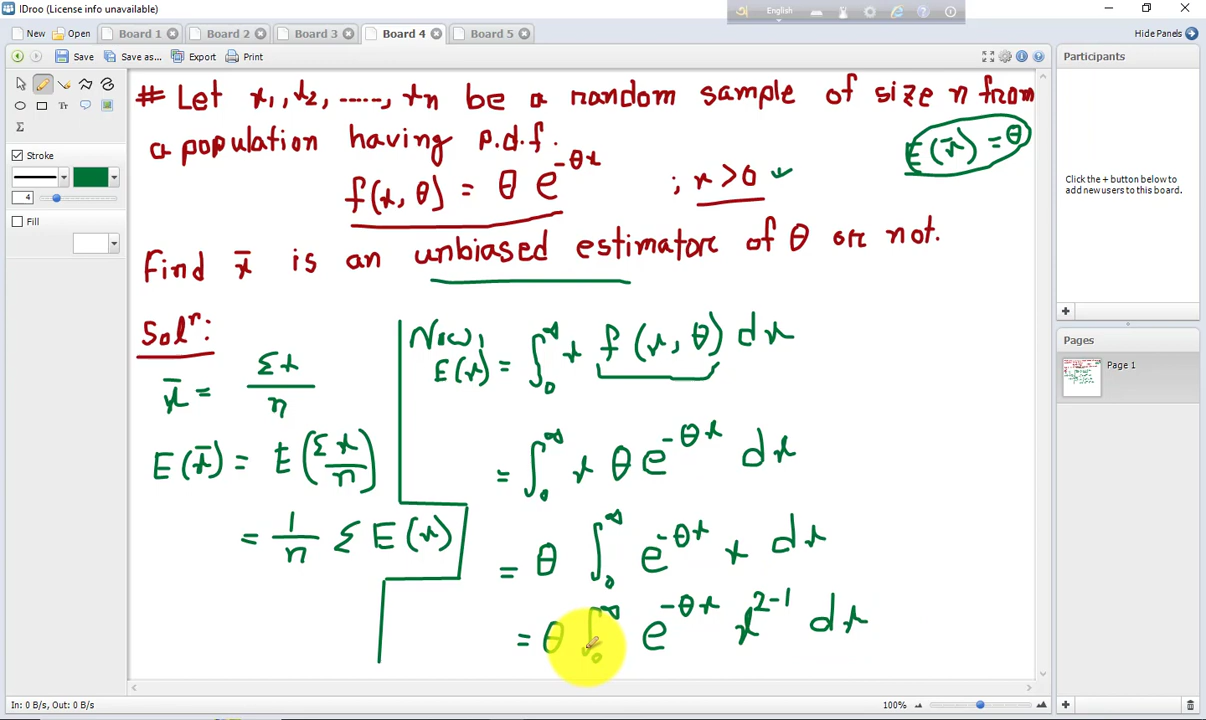 IDroo (License info unavailable)
English
New Open Board 1 Board 2 Board 3 Board 4 Board 5 Hide Panels
Save Save as... Export Print
Participants
Click the + button below to
add new users to this board.
Pages
Page 1
Tr
Σ
Stroke
4
Fill
# Let x₁, x₂, ....., xn be a random sample of size n from
a population having p.d.f.
E(x̄) = θ
f(x, θ) = θ e^{-θx} ; x > 0 ✓
Find x̄ is an unbiased estimator of θ or not.
Solⁿ:
x̄ = Σx / n
E(x̄) = E(Σx / n)
= 1/n Σ E(x)
Now,
E(x) = ∫₀^∞ x f(x, θ) dx
= ∫₀^∞ x θ e^{-θx} dx
= θ ∫₀^∞ e^{-θx} x dx
= θ ∫₀^∞ e^{-θx} x^{2-1} dx
In: 0 B/s, Out: 0 B/s
100%